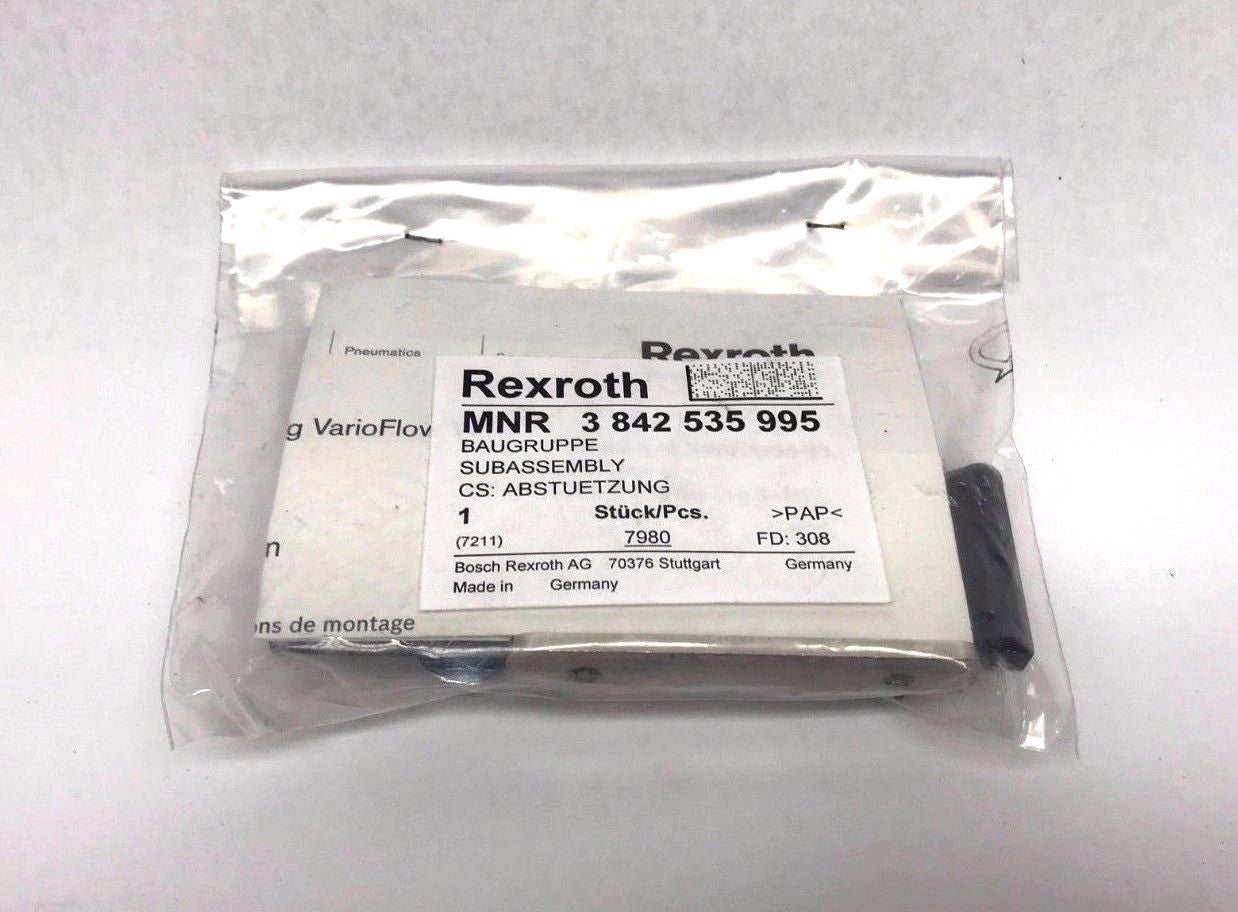 Pneumatics
Rexroth
g VarioFlov
n
ons de montage
Rexroth
MNR 3 842 535 995
BAUGRUPPE
SUBASSEMBLY
CS: ABSTUETZUNG
1 Stück/Pcs. >PAP<
(7211) 7980 FD: 308
Bosch Rexroth AG 70376 Stuttgart Germany
Made in Germany